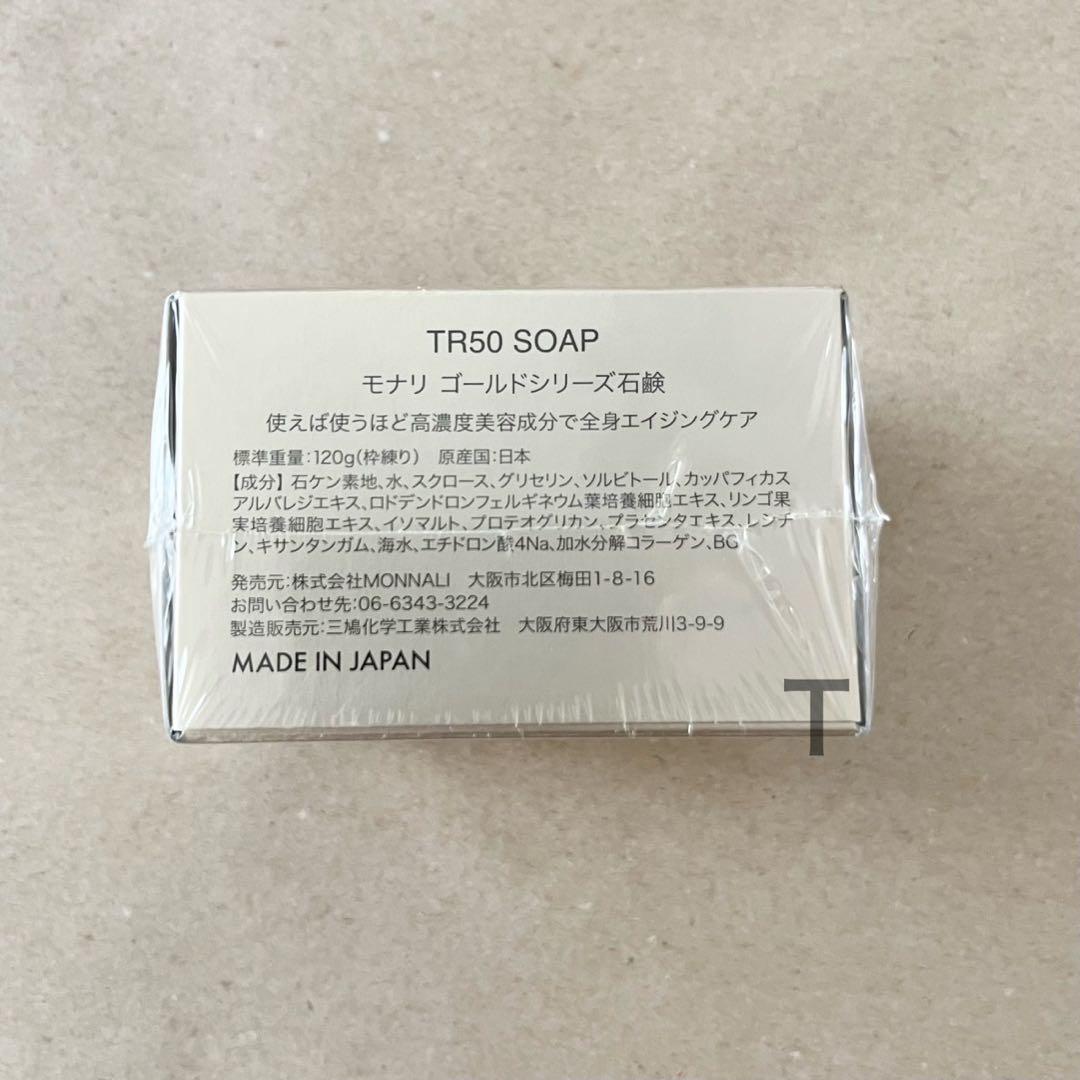 TR50 SOAP
モナリ ゴールドシリーズ石鹸
使えば使うほど高濃度美容成分で全身エイジングケア
標準重量:120g(枠練り) 原産国:日本
【成分】石ケン素地、水、スクロース、グリセリン、ソルビトール、カッパフィカス
アルバレジエキス、ロドデンドロンフェルギネウム葉培養細胞エキス、リンゴ果
実培養細胞エキス、イソマルト、プロテオグリカン、プラセンタエキス、レシチ
ン、キサンタンガム、海水、エチドロン酸4Na、加水分解コラーゲン、BG
発売元:株式会社MONNALI 大阪市北区梅田1-8-16
お問い合わせ先:06-6343-3224
製造販売元:三鳩化学工業株式会社 大阪府東大阪市荒川3-9-9
MADE IN JAPAN
T